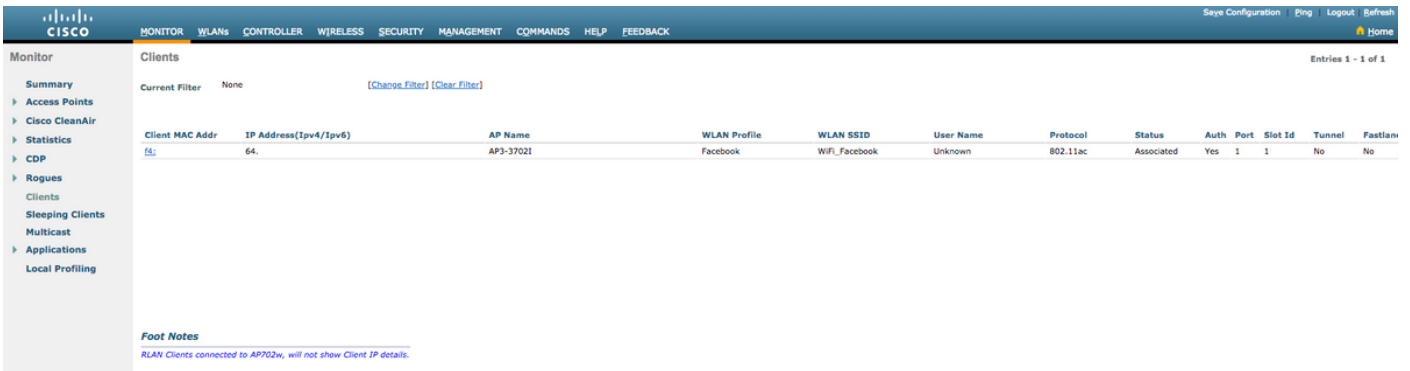 Save Configuration | Ping | Logout | Refresh
CISCO MONITOR WLANs CONTROLLER WIRELESS SECURITY MANAGEMENT COMMANDS HELP FEEDBACK Home
Monitor
Summary
Access Points
Cisco CleanAir
Statistics
CDP
Rogues
Clients
Sleeping Clients
Multicast
Applications
Local Profiling
Clients Entries 1 - 1 of 1
Current Filter None [Change Filter] [Clear Filter]
Client MAC Addr IP Address(Ipv4/Ipv6) AP Name WLAN Profile WLAN SSID User Name Protocol Status Auth Port Slot Id Tunnel Fastlane
f4: 64. AP3-3702I Facebook WiFi_Facebook Unknown 802.11ac Associated Yes 1 1 No No
Foot Notes
RLAN Clients connected to AP702w, will not show Client IP details.